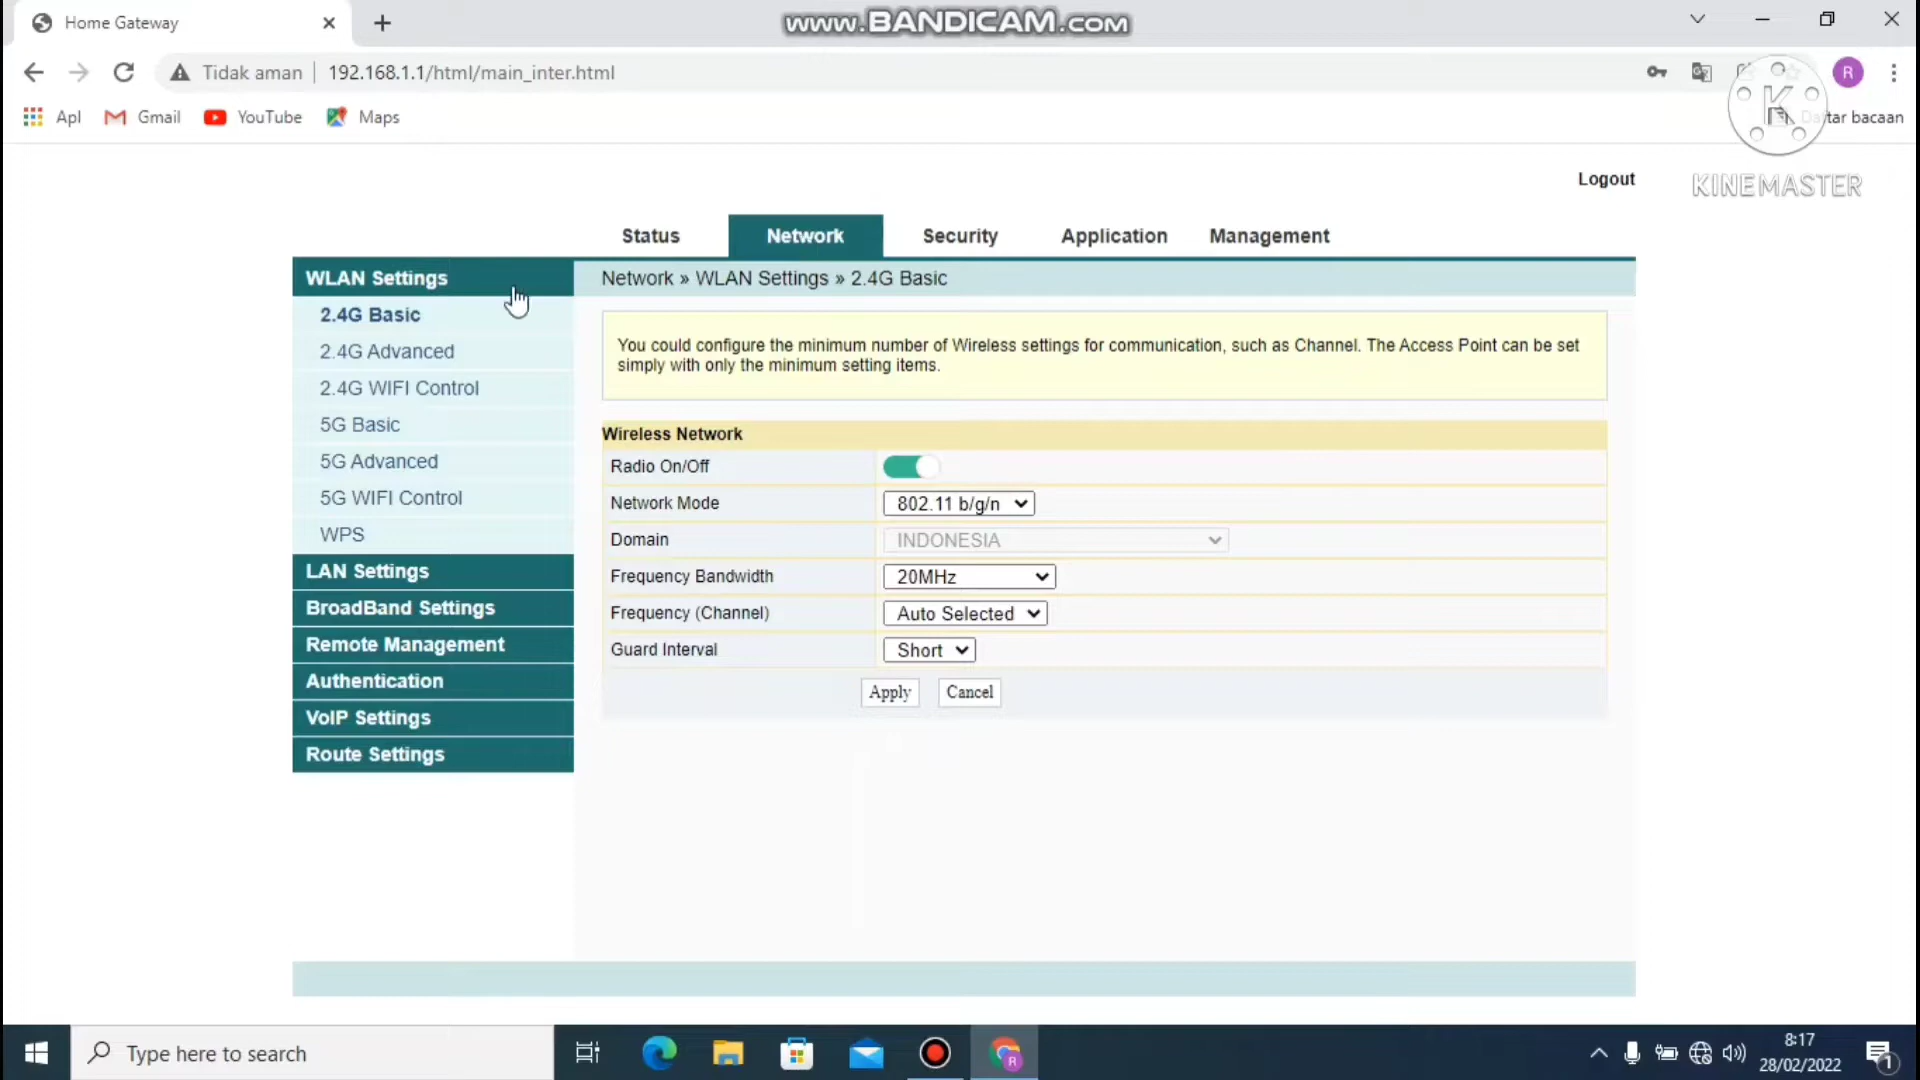 Home Gateway
www.BANDICAM.com
Tidak aman
192.168.1.1/html/main_inter.html
R
Apl
Gmail
YouTube
Maps
K
tar bacaan
KINEMASTER
Logout
Status
Network
Security
Application
Management
WLAN Settings
2.4G Basic
2.4G Advanced
2.4G WIFI Control
5G Basic
5G Advanced
5G WIFI Control
WPS
LAN Settings
BroadBand Settings
Remote Management
Authentication
VoIP Settings
Route Settings
Network » WLAN Settings » 2.4G Basic
You could configure the minimum number of Wireless settings for communication, such as Channel. The Access Point can be set
simply with only the minimum setting items.
Wireless Network
Radio On/Off
Network Mode 802.11 b/g/n
Domain INDONESIA
Frequency Bandwidth 20MHz
Frequency (Channel) Auto Selected
Guard Interval Short
Apply Cancel
Type here to search
R
8:17
28/02/2022
1